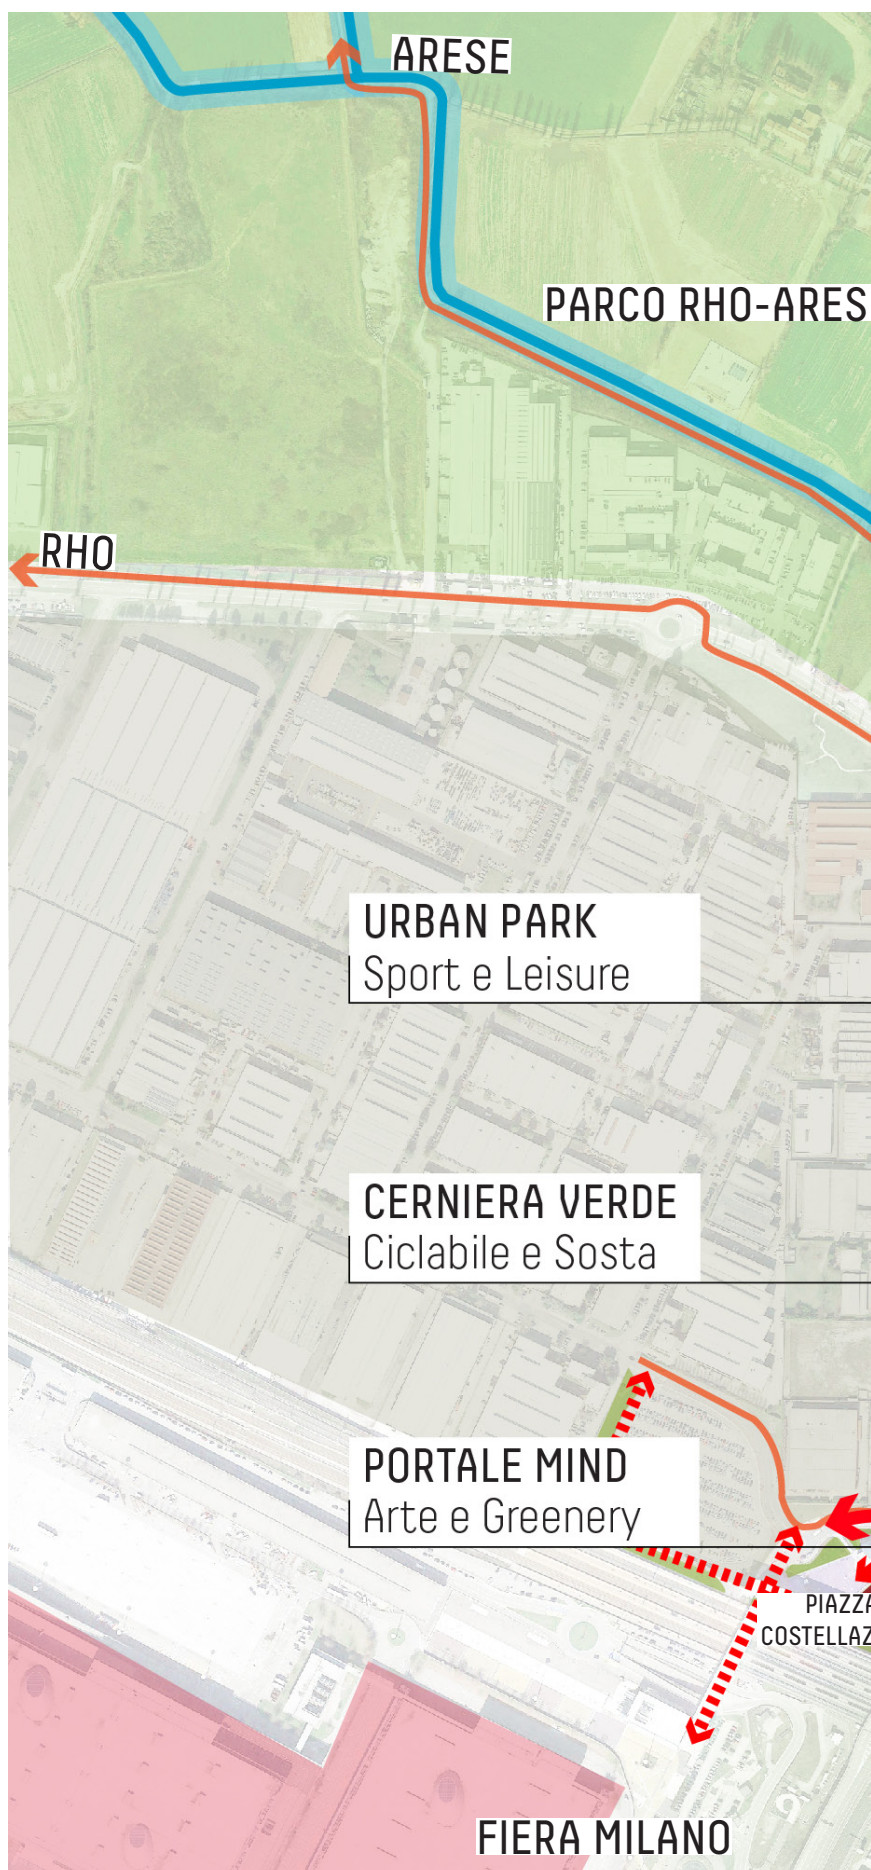 ARESE
PARCO RHO-ARES
RHO
URBAN PARK
Sport e Leisure
CERNIERA VERDE
Ciclabile e Sosta
PORTALE MIND
Arte e Greenery
PIAZZA
COSTELLAZ
FIERA MILANO